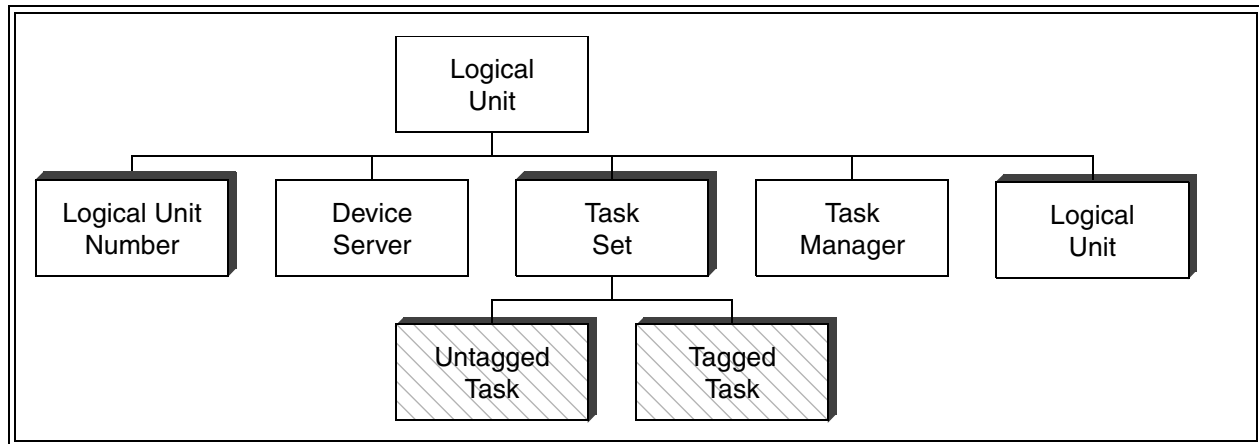 Logical
Unit
Logical Unit
Number
Device
Server
Task
Set
Task
Manager
Logical
Unit
Untagged
Task
Tagged
Task